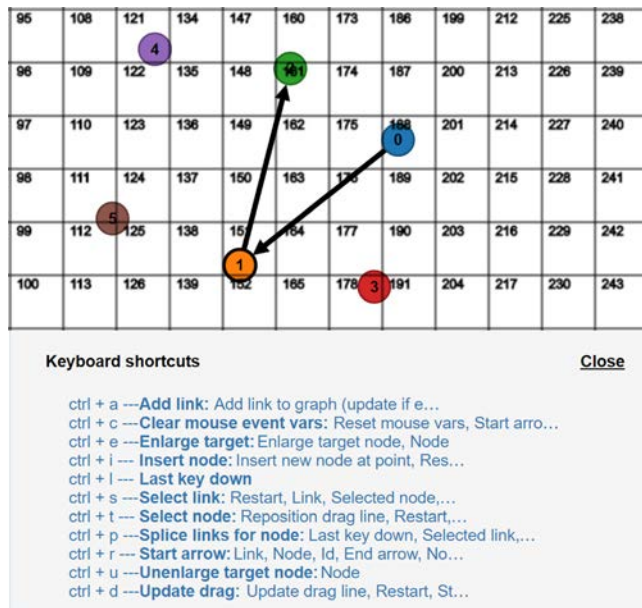 95 108 121 134 147 160 173 186 199 212 225 238
4
96 109 122 135 148 161 174 187 200 213 226 239
97 110 123 136 149 162 175 188 201 214 227 240
0
98 111 124 137 150 163 176 189 202 215 228 241
5
99 112 125 138 151 164 177 190 203 216 229 242
1
100 113 126 139 152 165 178 191 204 217 230 243
3
Keyboard shortcuts Close
ctrl + a ---Add link: Add link to graph (update if e…
ctrl + c ---Clear mouse event vars: Reset mouse vars, Start arro…
ctrl + e ---Enlarge target: Enlarge target node, Node
ctrl + i --- Insert node: Insert new node at point, Res…
ctrl + l --- Last key down
ctrl + s ---Select link: Restart, Link, Selected node,…
ctrl + t --- Select node: Reposition drag line, Restart,…
ctrl + p ---Splice links for node: Last key down, Selected link,…
ctrl + r --- Start arrow: Link, Node, Id, End arrow, No…
ctrl + u ---Unenlarge target node: Node
ctrl + d ---Update drag: Update drag line, Restart, St…